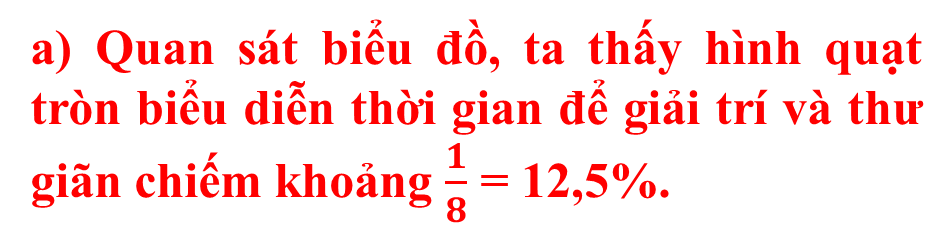 a) Quan sát biểu đồ, ta thấy hình quạt
tròn biểu diễn thời gian để giải trí và thư
giãn chiếm khoảng 1/8 = 12,5%.